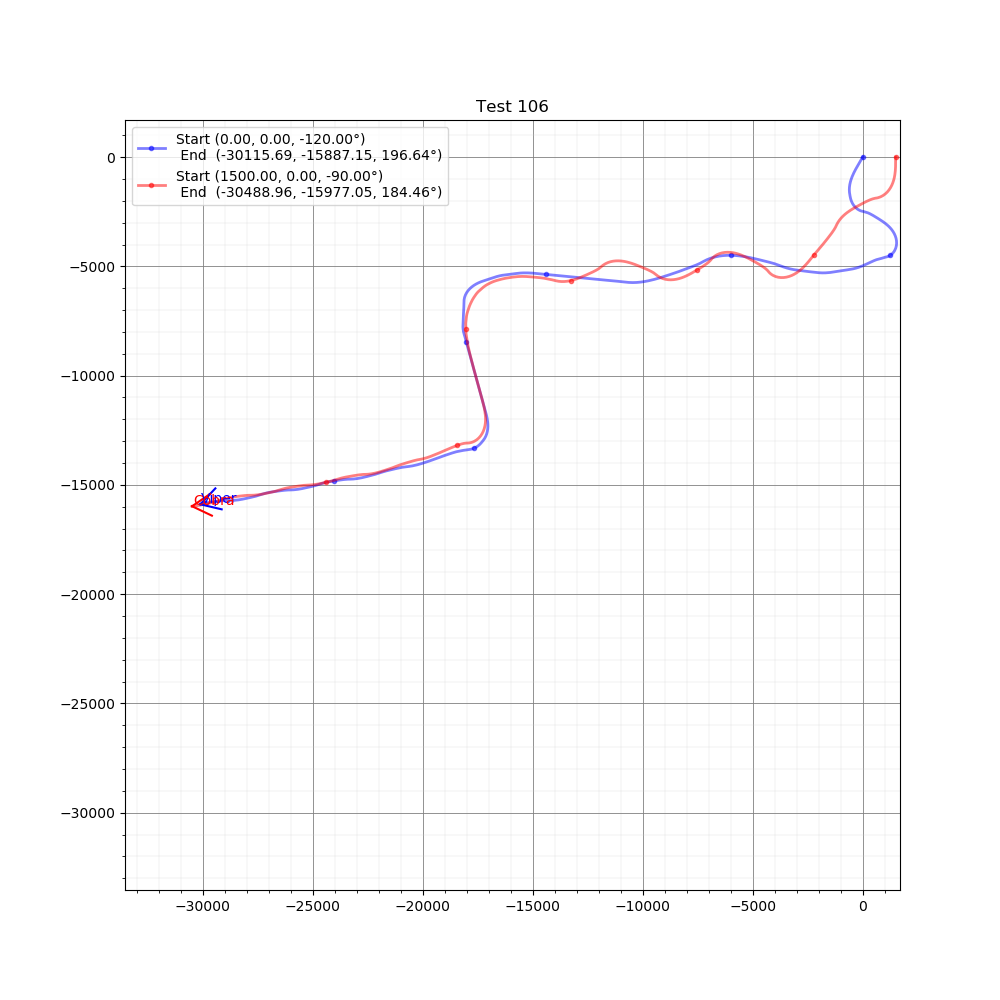 Test 106
Start (0.00, 0.00, -120.00°)
End (-30115.69, -15887.15, 196.64°)
Start (1500.00, 0.00, -90.00°)
End (-30488.96, -15977.05, 184.46°)
0
−5000
−10000
−15000
−20000
−25000
−30000
Viper
−30000 −25000 −20000 −15000 −10000 −5000 0